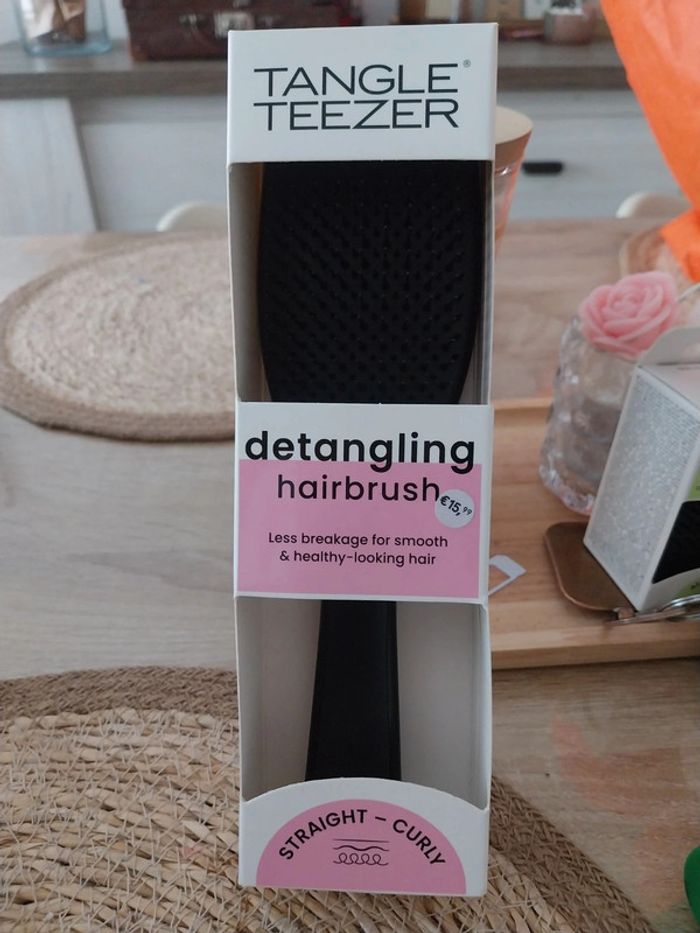 TANGLE®
TEEZER
detangling
hairbrush
€15,99
Less breakage for smooth
& healthy-looking hair
STRAIGHT – CURLY